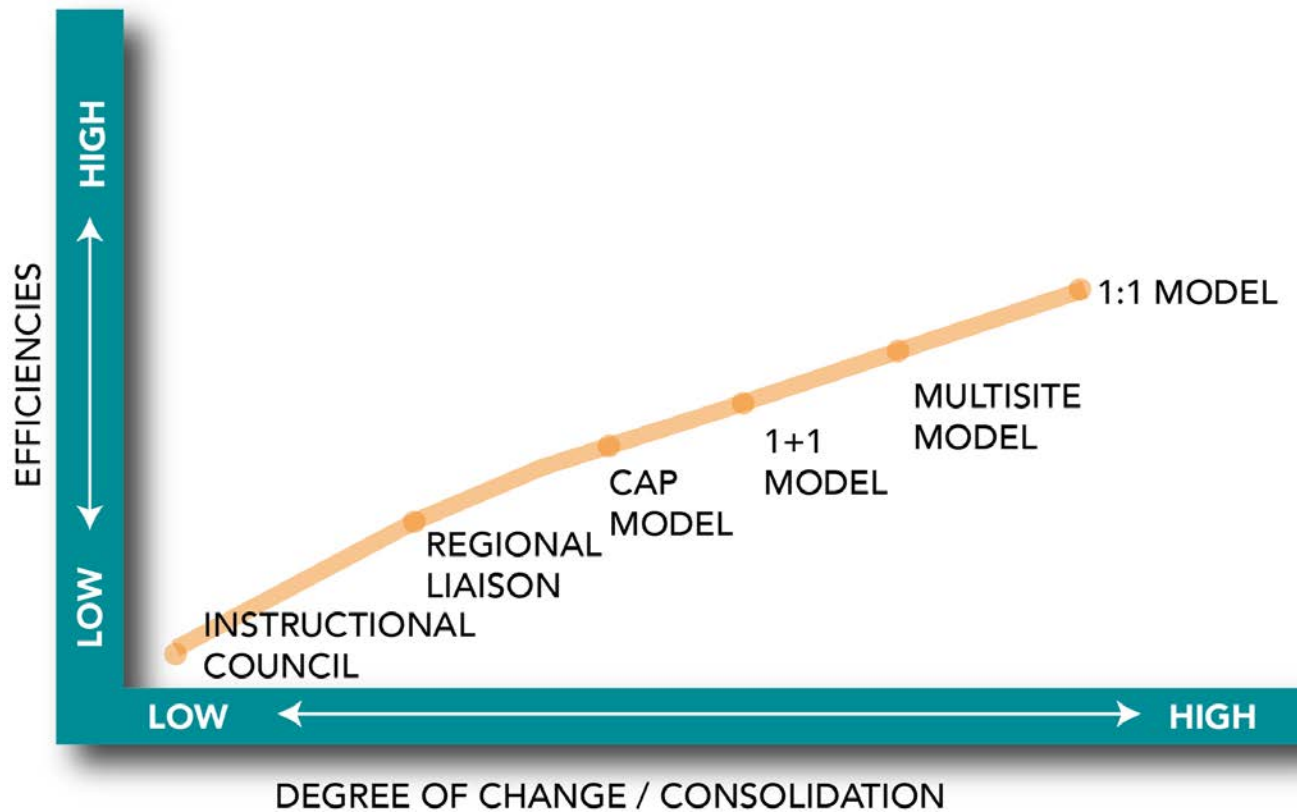 HIGH
EFFICIENCIES
LOW
1:1 MODEL
MULTISITE
MODEL
1+1
MODEL
CAP
MODEL
REGIONAL
LIAISON
INSTRUCTIONAL
COUNCIL
LOW
HIGH
DEGREE OF CHANGE / CONSOLIDATION